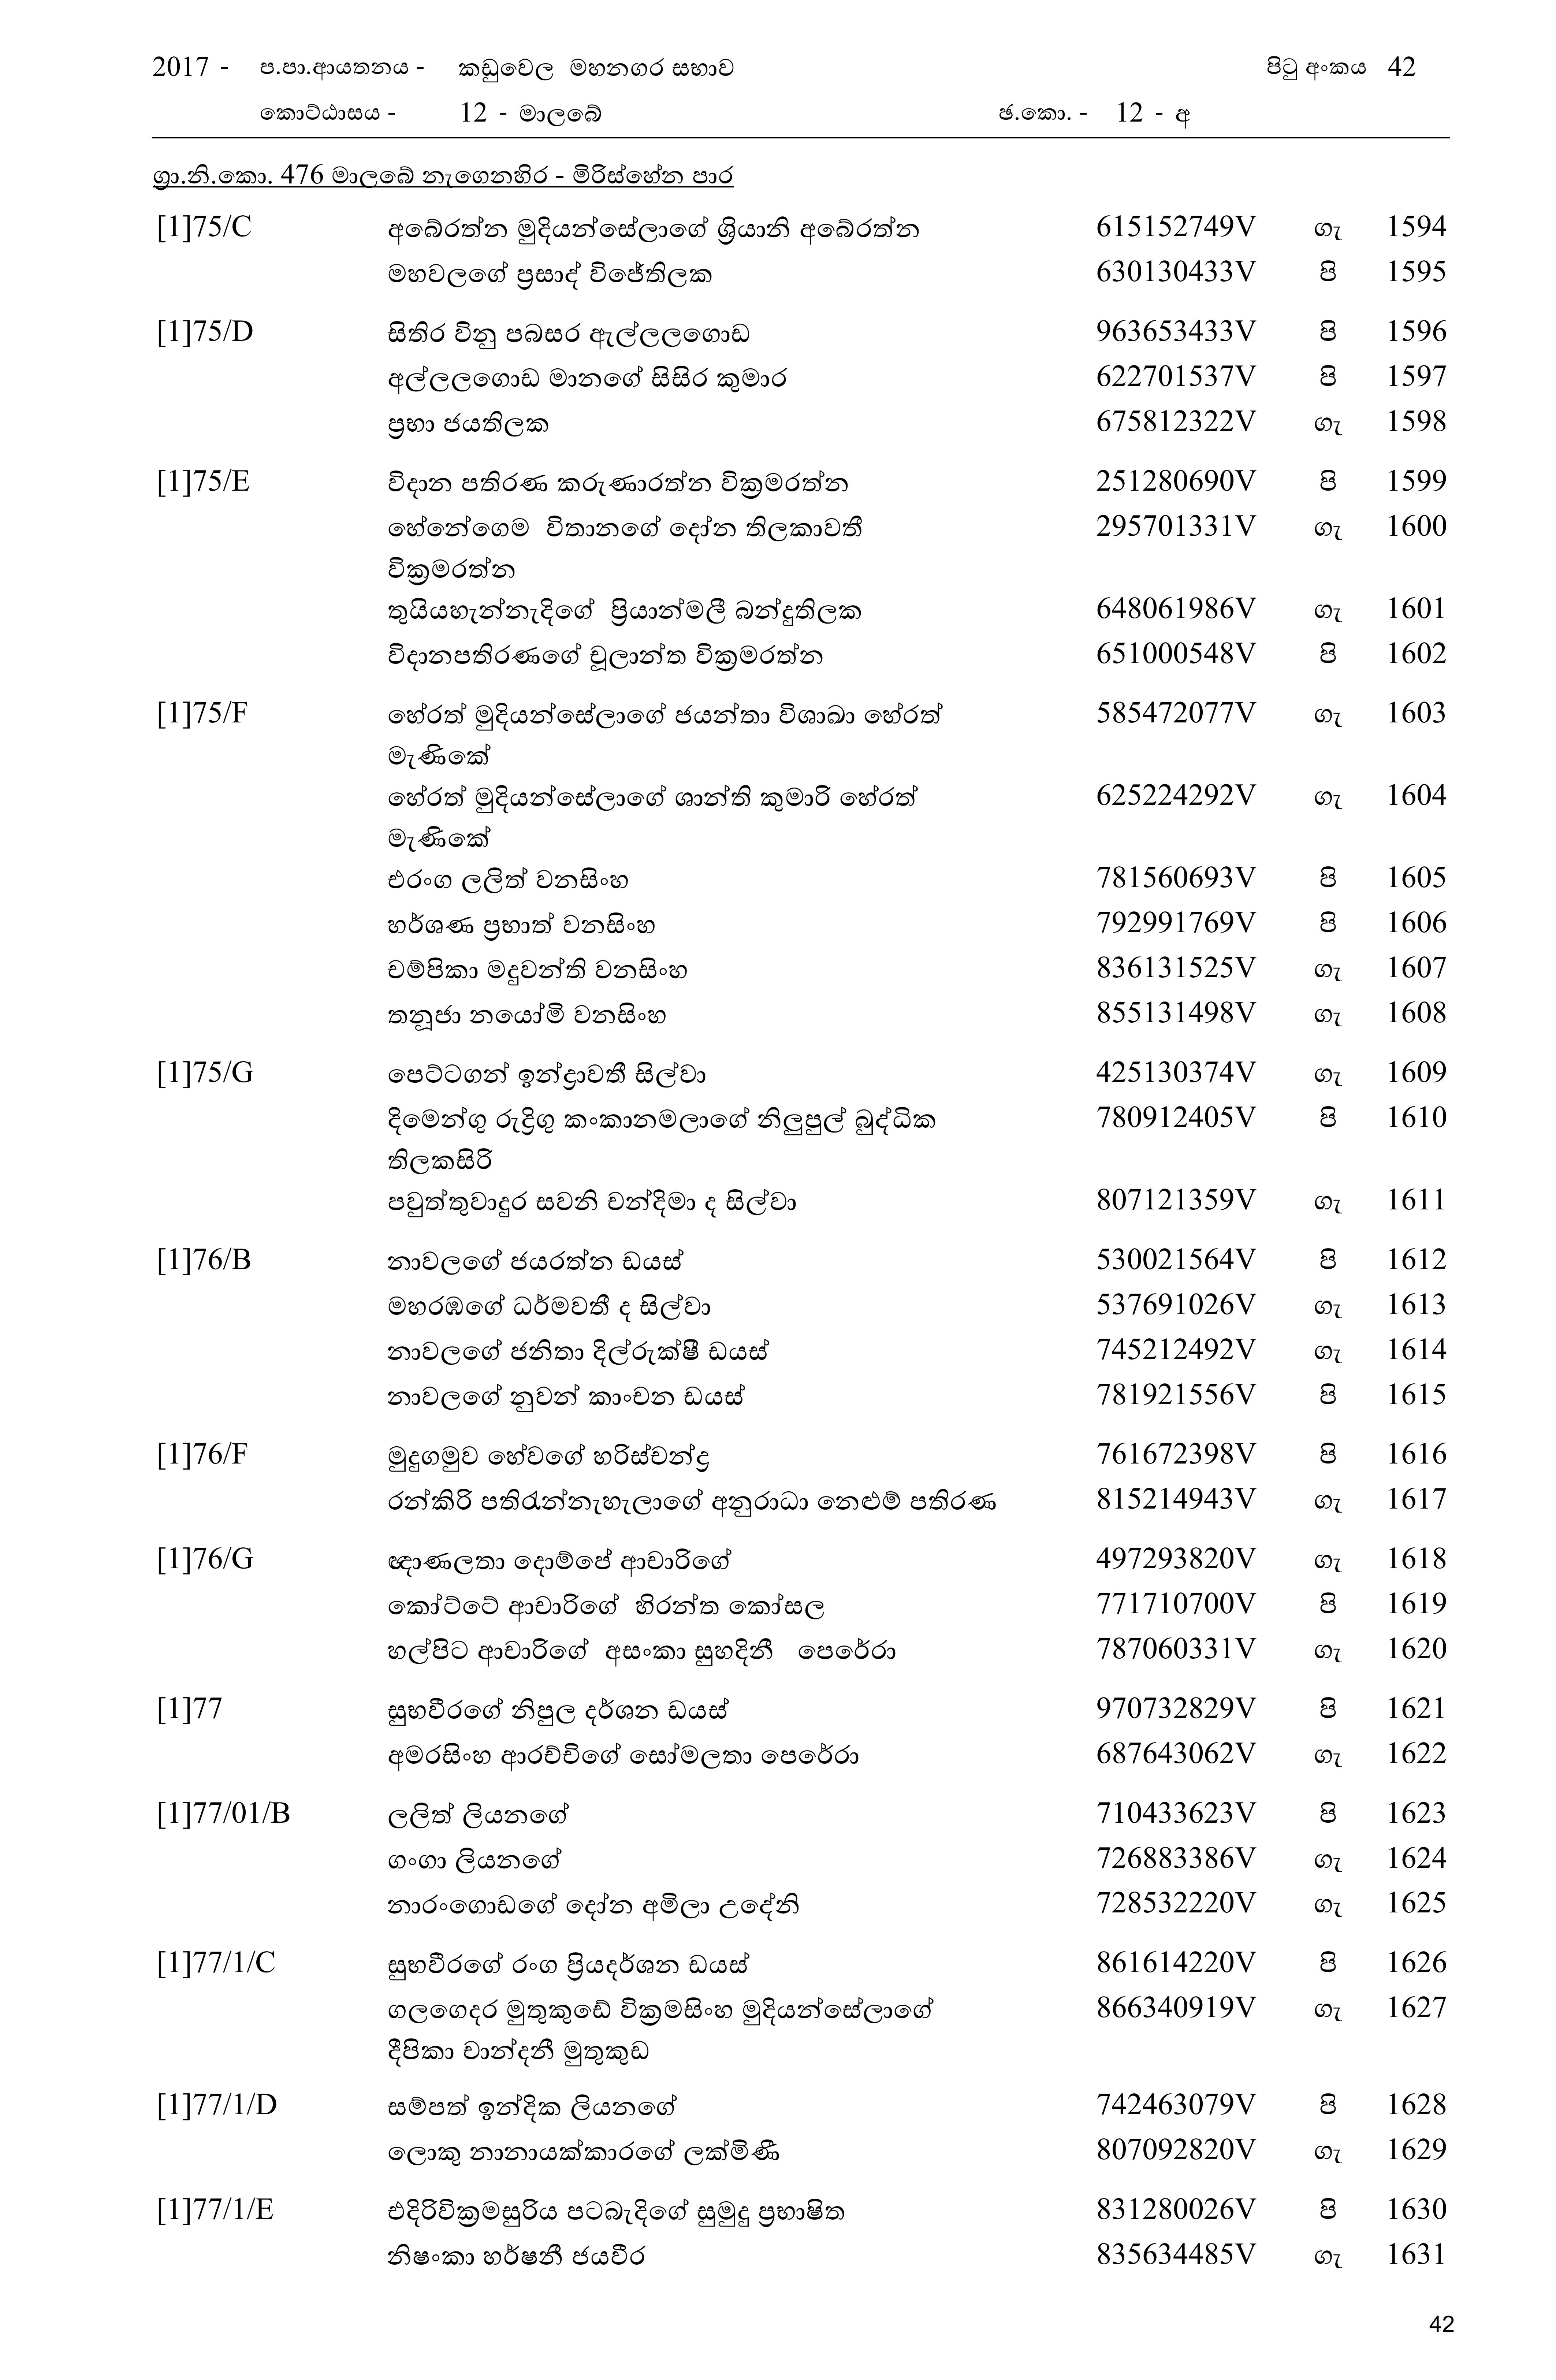 2017 - ප.පා.ආයතනය - කඩුවෙල මහනගර සභාව පිටු අංකය 42
කොට්ඨාසය - 12 - මාලබේ ඡ.කො. - 12 - අ
ග්‍රා.නි.කො. 476 මාලබේ නැගෙනහිර - මිරිස්හේන පාර
[1]75/C අබේරත්න මුදියන්සේලාගේ ශ්‍රියානි අබේරත්න 615152749V ගැ 1594
මහවලගේ ප්‍රසාද් විජේතිලක 630130433V පි 1595
[1]75/D සිතිර විනු පබසර ඇල්ලලගොඩ 963653433V පි 1596
අල්ලලගොඩ මානගේ සිසිර කුමාර 622701537V පි 1597
ප්‍රභා ජයතිලක 675812322V ගැ 1598
[1]75/E විදාන පතිරණ කරුණාරත්න වික්‍රමරත්න 251280690V පි 1599
හේනේගෙම විතානගේ දෝන තිලකාවතී 295701331V ගැ 1600
වික්‍රමරත්න
තුයියහැන්නැදිගේ ප්‍රියාන්මලී බන්දුතිලක 648061986V ගැ 1601
විදානපතිරණගේ චූලාන්ත වික්‍රමරත්න 651000548V පි 1602
[1]75/F හේරත් මුදියන්සේලාගේ ජයන්තා විශාඛා හේරත් 585472077V ගැ 1603
මැණිකේ
හේරත් මුදියන්සේලාගේ ශාන්ති කුමාරි හේරත් 625224292V ගැ 1604
මැණිකේ
එරංග ලලිත් වනසිංහ 781560693V පි 1605
හර්ශණ ප්‍රභාත් වනසිංහ 792991769V පි 1606
චම්පිකා මදුවන්ති වනසිංහ 836131525V ගැ 1607
තනූජා නයෝමි වනසිංහ 855131498V ගැ 1608
[1]75/G පෙට්ටගන් ඉන්ද්‍රාවතී සිල්වා 425130374V ගැ 1609
දිමෙන්ගු රුද්‍රිගු කංකානමලාගේ නිලුපුල් බුද්ධික 780912405V පි 1610
තිලකසිරි
පවුත්තුවාදුර සවනි චන්දිමා ද සිල්වා 807121359V ගැ 1611
[1]76/B නාවලගේ ජයරත්න ඩයස් 530021564V පි 1612
මහරඹගේ ධර්මවතී ද සිල්වා 537691026V ගැ 1613
නාවලගේ ජනිතා දිල්රුක්ෂී ඩයස් 745212492V ගැ 1614
නාවලගේ නුවන් කාංචන ඩයස් 781921556V පි 1615
[1]76/F මුදුගමුව හේවගේ හරිස්චන්ද්‍ර 761672398V පි 1616
රන්කිරි පතිරැන්නැහැලාගේ අනුරාධා නෙළුම් පතිරණ 815214943V ගැ 1617
[1]76/G ඥාණලතා දොම්පේ ආචාරිගේ 497293820V ගැ 1618
කෝට්ටේ ආචාරිගේ හිරන්ත කෝසල 771710700V පි 1619
හල්පිට ආචාරිගේ අසංකා සුහදිනී පෙරේරා 787060331V ගැ 1620
[1]77 සුභවීරගේ නිපුල දර්ශන ඩයස් 970732829V පි 1621
අමරසිංහ ආරච්චිගේ සෝමලතා පෙරේරා 687643062V ගැ 1622
[1]77/01/B ලලිත් ලියනගේ 710433623V පි 1623
ගංගා ලියනගේ 726883386V ගැ 1624
නාරංගොඩගේ දෝන අමිලා උදේනි 728532220V ගැ 1625
[1]77/1/C සුභවීරගේ රංග ප්‍රියදර්ශන ඩයස් 861614220V පි 1626
ගලගෙදර මුතුකුඩේ වික්‍රමසිංහ මුදියන්සේලාගේ 866340919V ගැ 1627
දීපිකා චාන්දනී මුතුකුඩ
[1]77/1/D සම්පත් ඉන්දික ලියනගේ 742463079V පි 1628
ලොකු නානායක්කාරගේ ලක්මිණී 807092820V ගැ 1629
[1]77/1/E එදිරිවික්‍රමසුරිය පටබැදිගේ සුමුදු ප්‍රභාෂිත 831280026V පි 1630
නිෂංකා හර්ෂනී ජයවීර 835634485V ගැ 1631
42